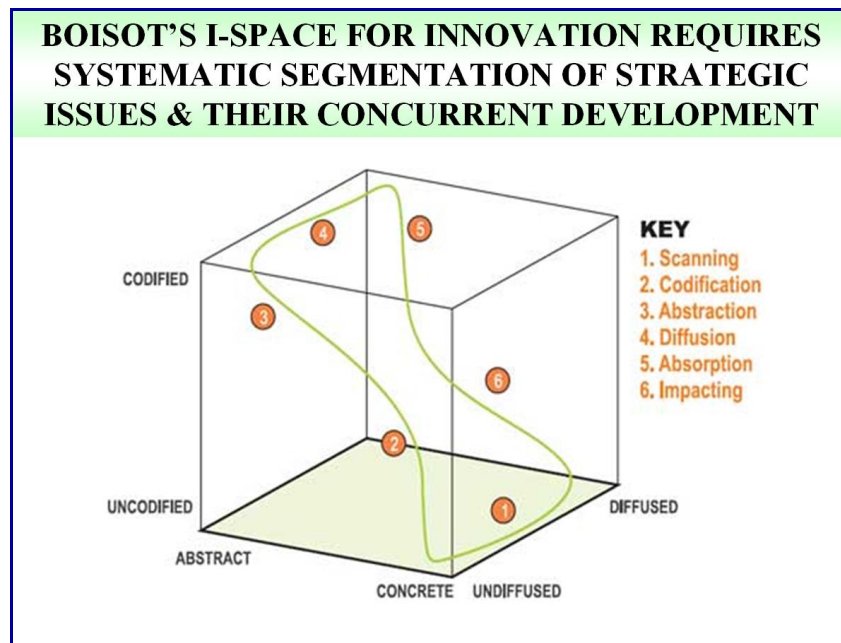 BOISOT'S I-SPACE FOR INNOVATION REQUIRES
SYSTEMATIC SEGMENTATION OF STRATEGIC
ISSUES & THEIR CONCURRENT DEVELOPMENT
KEY
1. Scanning
2. Codification
3. Abstraction
4. Diffusion
5. Absorption
6. Impacting
4
5
CODIFIED
3
6
2
UNCODIFIED
1
DIFFUSED
ABSTRACT
CONCRETE
UNDIFFUSED